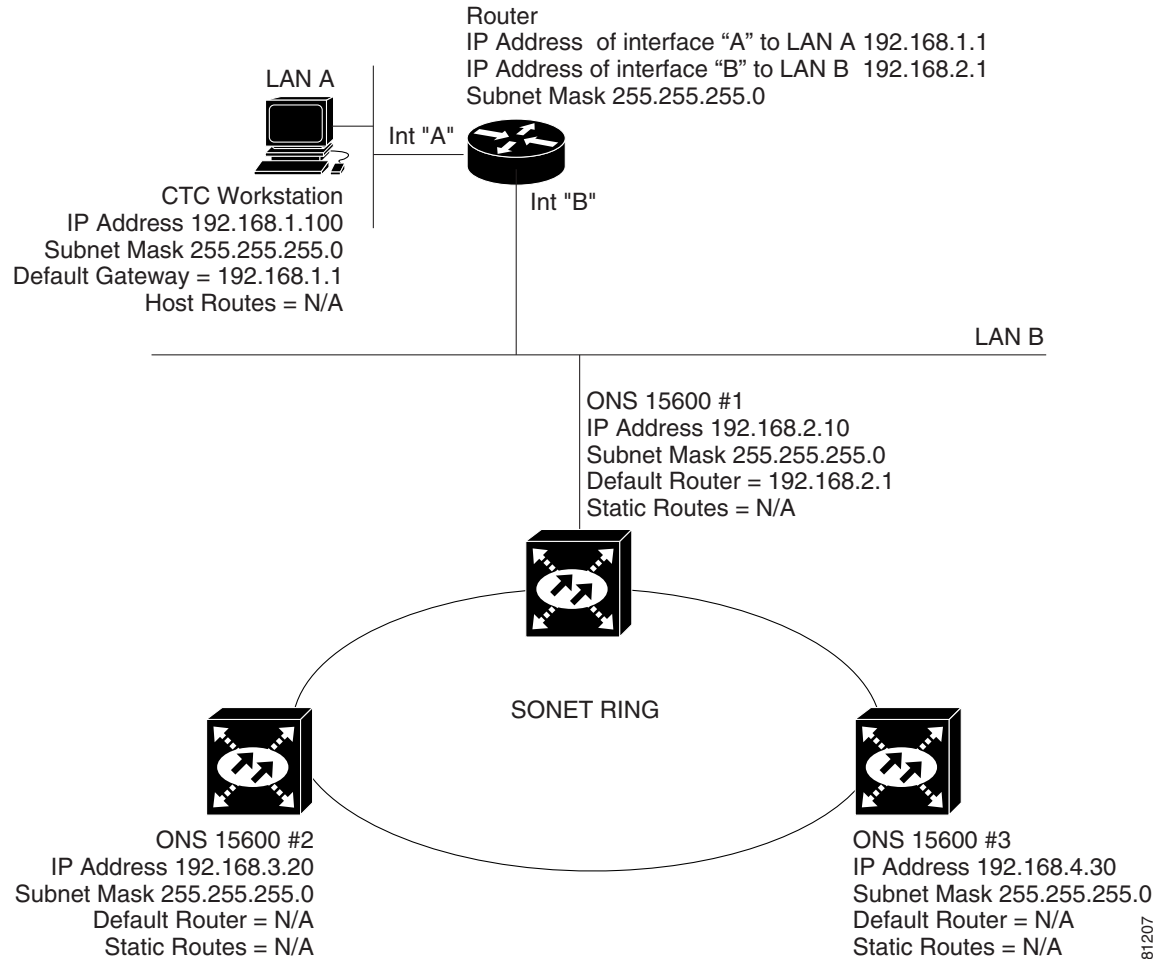 Router
IP Address of interface “A” to LAN A 192.168.1.1
IP Address of interface “B” to LAN B 192.168.2.1
Subnet Mask 255.255.255.0
LAN A
Int "A"
Int "B"
CTC Workstation
IP Address 192.168.1.100
Subnet Mask 255.255.255.0
Default Gateway = 192.168.1.1
Host Routes = N/A
LAN B
ONS 15600 #1
IP Address 192.168.2.10
Subnet Mask 255.255.255.0
Default Router = 192.168.2.1
Static Routes = N/A
SONET RING
ONS 15600 #2
IP Address 192.168.3.20
Subnet Mask 255.255.255.0
Default Router = N/A
Static Routes = N/A
ONS 15600 #3
IP Address 192.168.4.30
Subnet Mask 255.255.255.0
Default Router = N/A
Static Routes = N/A
81207